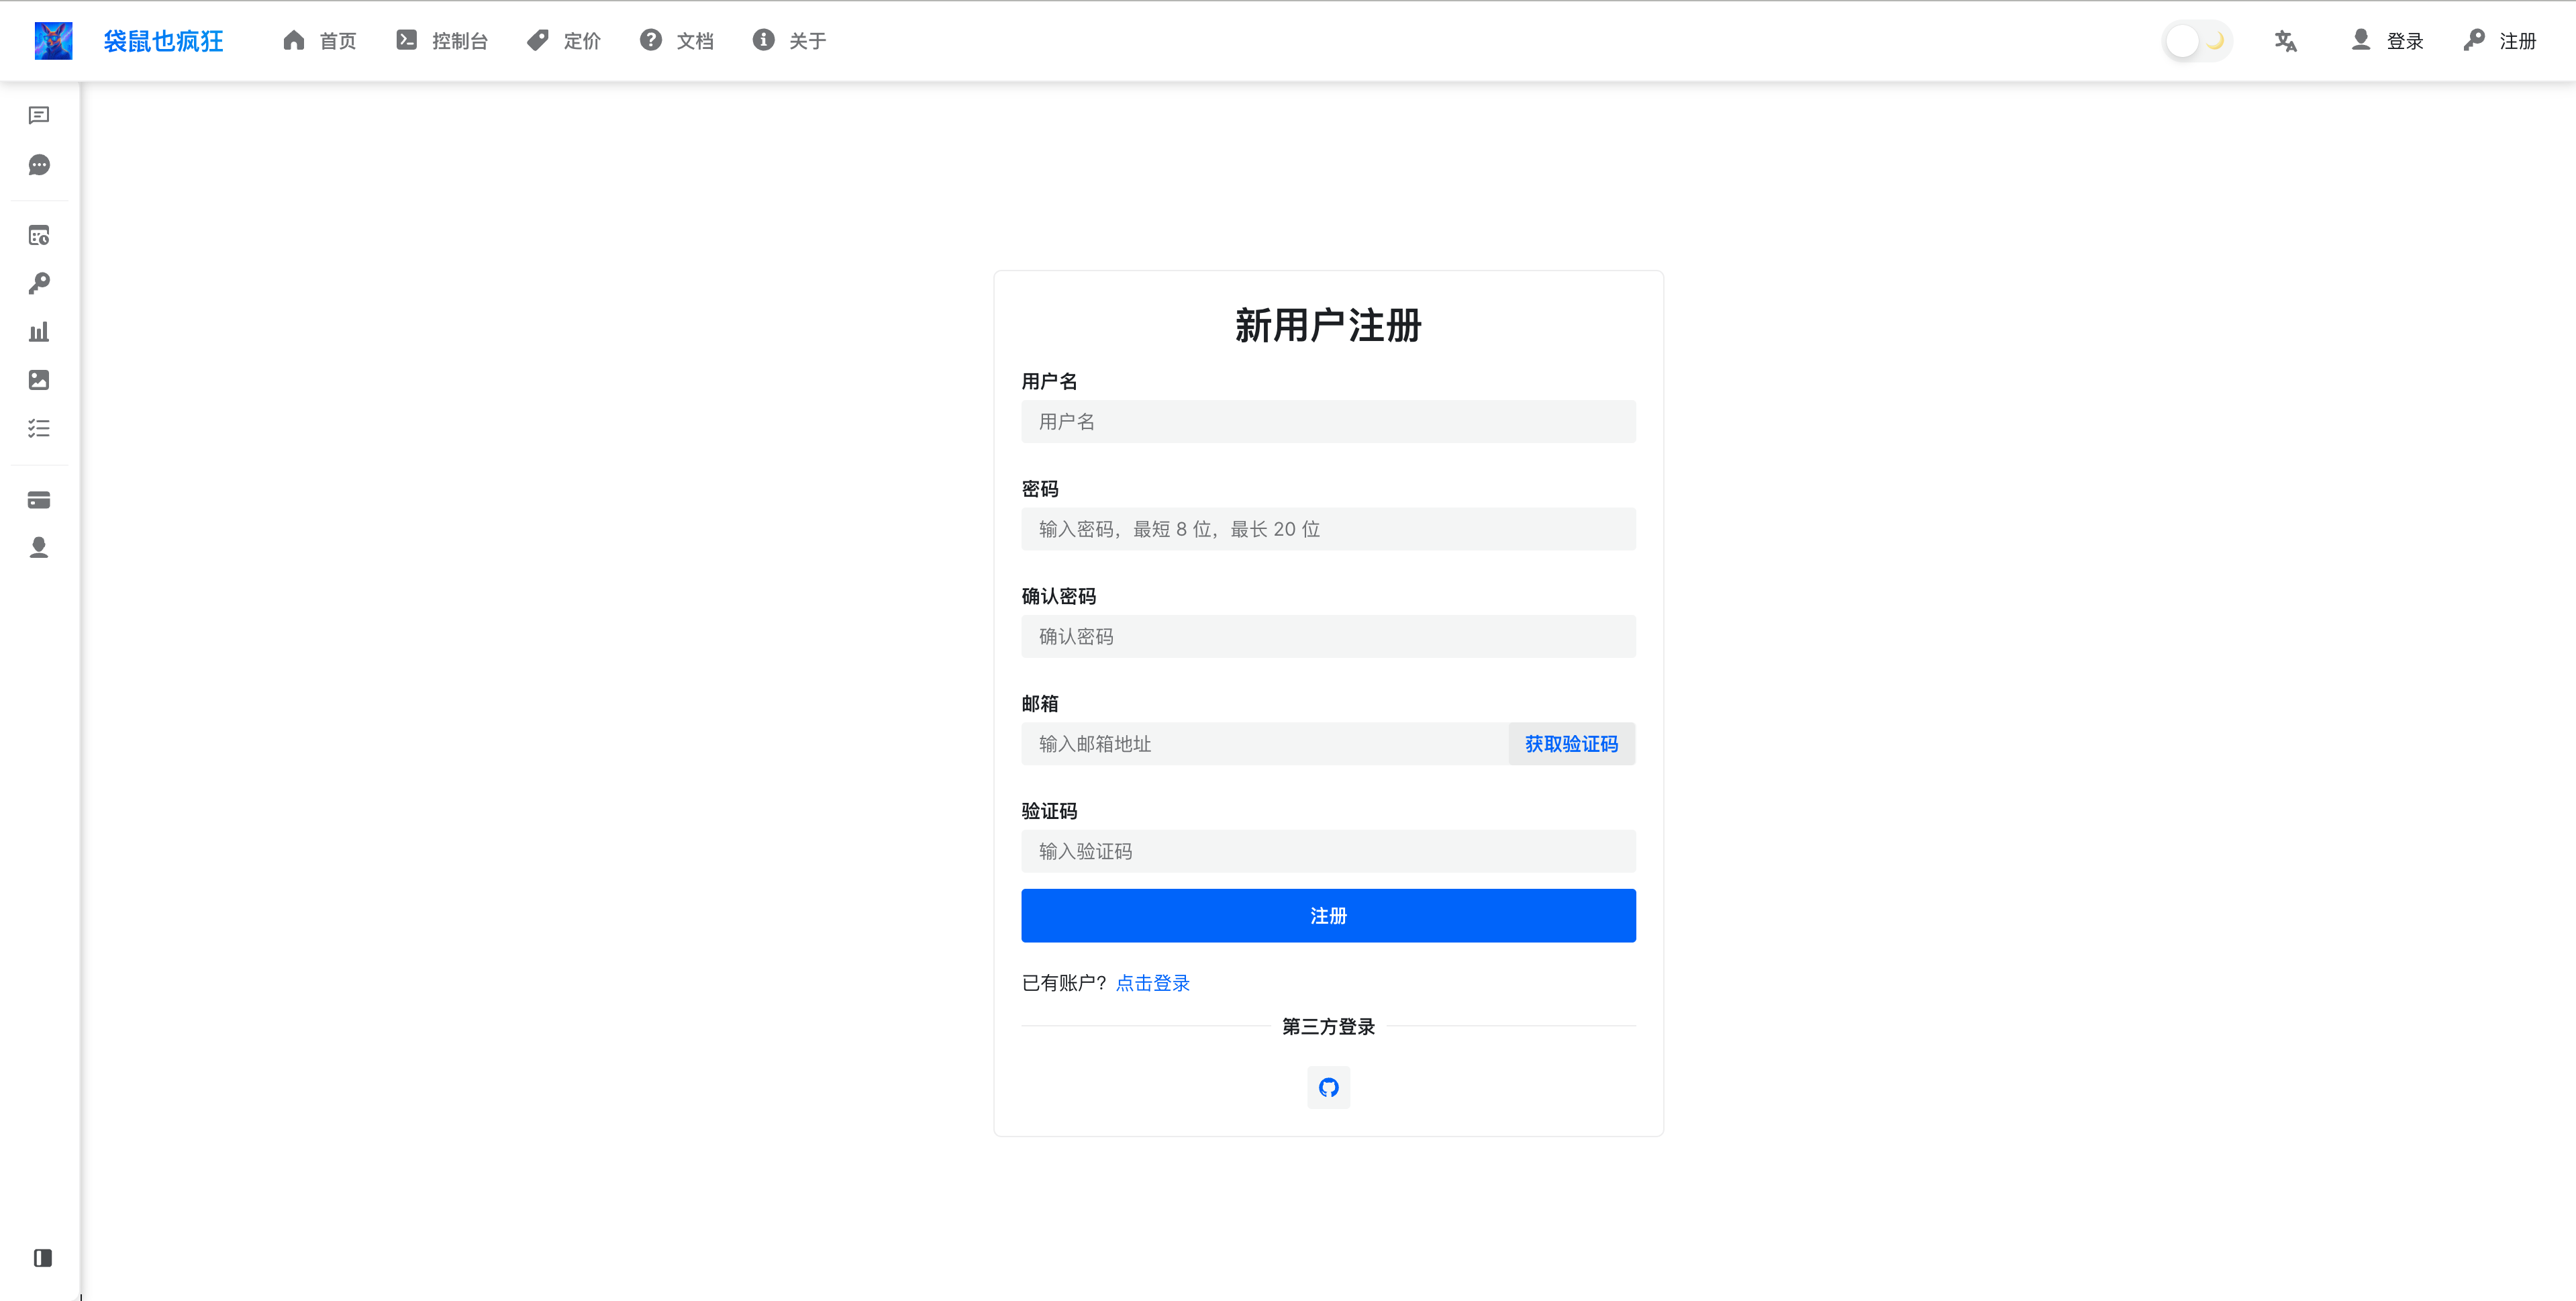 袋鼠也疯狂
首页
控制台
定价
文档
关于
登录
注册
新用户注册
用户名
用户名
密码
输入密码，最短 8 位，最长 20 位
确认密码
确认密码
邮箱
输入邮箱地址
获取验证码
验证码
输入验证码
注册
已有账户？ 点击登录
第三方登录